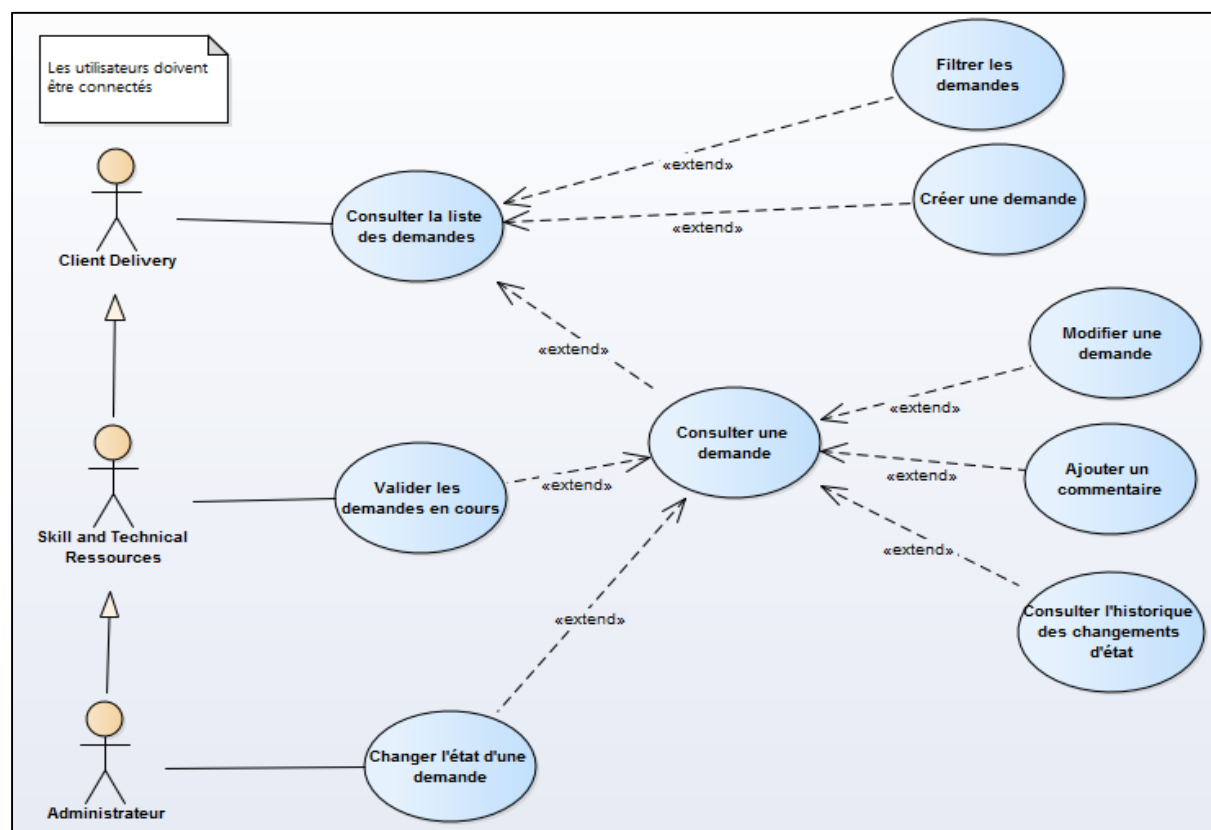 Les utilisateurs doivent
être connectés
Filtrer les
demandes
«extend»
Créer une demande
«extend»
Consulter la liste
des demandes
Client Delivery
«extend»
Modifier une
demande
«extend»
Consulter une
demande
Ajouter un
commentaire
«extend»
Valider les
demandes en cours
«extend»
Skill and Technical
Ressources
«extend»
Consulter l'historique
des changements
d'état
«extend»
Changer l'état d'une
demande
Administrateur